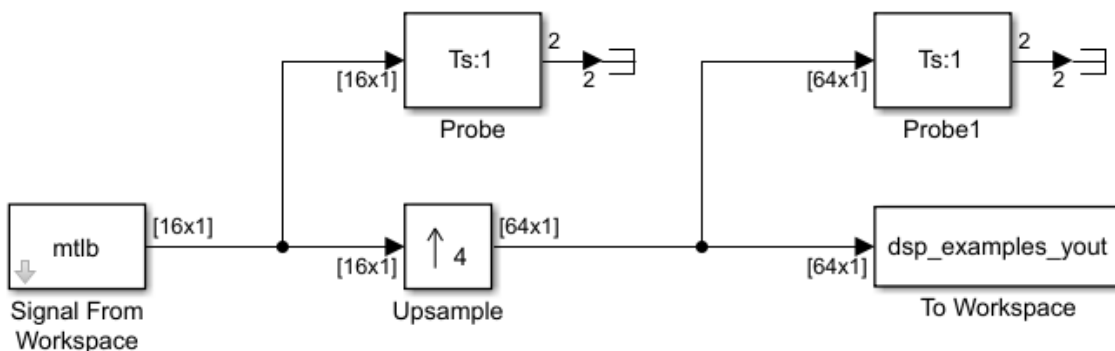 2
Ts:1
2
[16x1]
Probe
2
Ts:1
2
[64x1]
Probe1
mtlb
[16x1]
Signal From
Workspace
[16x1]
4
[64x1]
Upsample
[64x1]
dsp_examples_yout
To Workspace